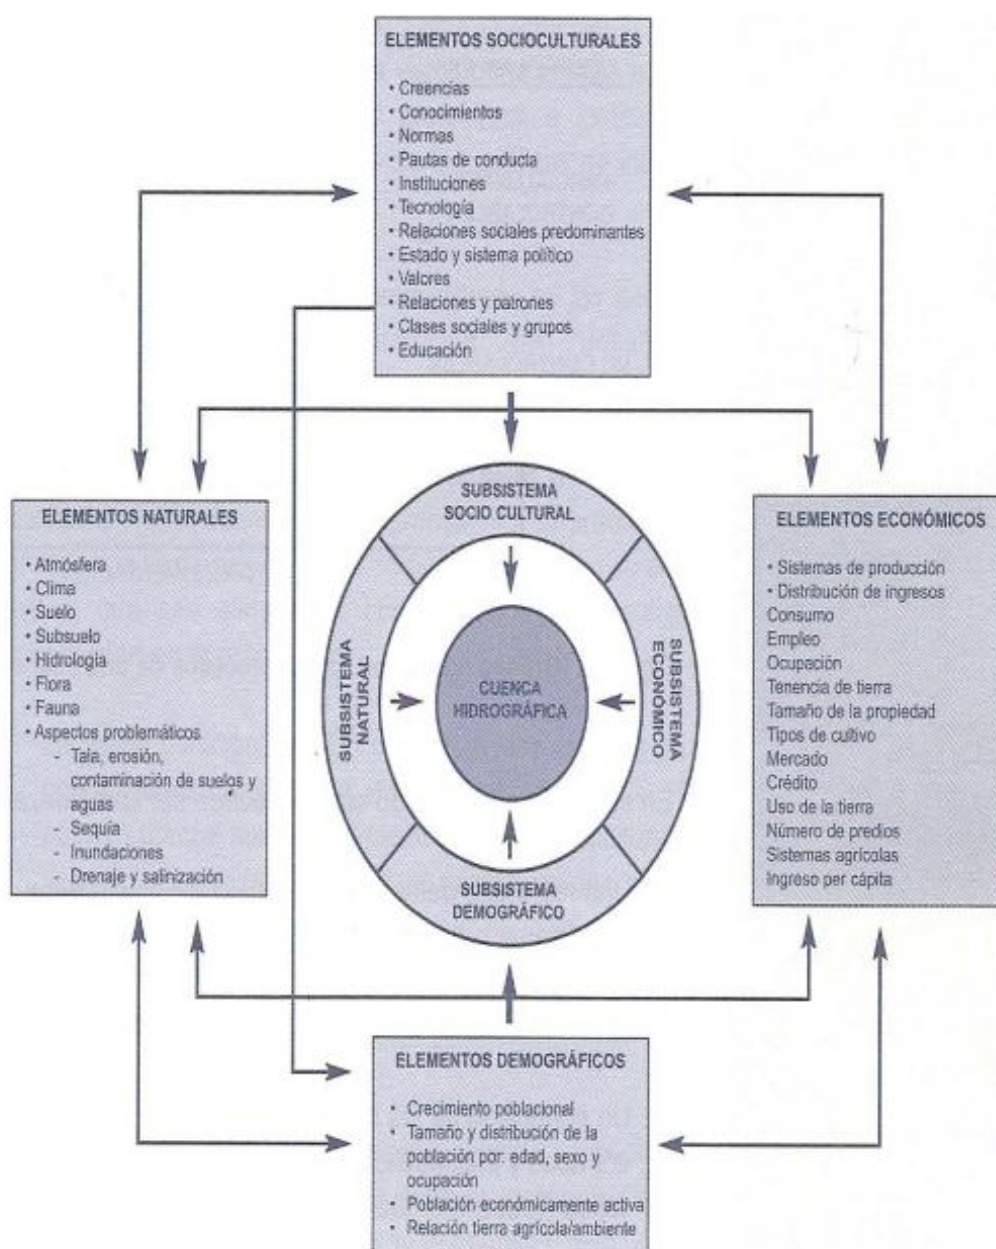 ELEMENTOS SOCIOCULTURALES
• Creencias
• Conocimientos
• Normas
• Pautas de conducta
• Instituciones
• Tecnología
• Relaciones sociales predominantes
• Estado y sistema político
• Valores
• Relaciones y patrones
• Clases sociales y grupos
• Educación
ELEMENTOS NATURALES
• Atmósfera
• Clima
• Suelo
• Subsuelo
• Hidrología
• Flora
• Fauna
• Aspectos problemáticos
- Tala, erosión,
contaminación de suelos y
aguas
- Sequía
- Inundaciones
- Drenaje y salinización
SUBSISTEMA
SOCIO CULTURAL
SUBSISTEMA
NATURAL
CUENCA
HIDROGRÁFICA
SUBSISTEMA
ECONÓMICO
SUBSISTEMA
DEMOGRÁFICO
ELEMENTOS ECONÓMICOS
• Sistemas de producción
• Distribución de ingresos
Consumo
Empleo
Ocupación
Tenencia de tierra
Tamaño de la propiedad
Tipos de cultivo
Mercado
Crédito
Uso de la tierra
Número de predios
Sistemas agrícolas
Ingreso per cápita
ELEMENTOS DEMOGRÁFICOS
• Crecimiento poblacional
• Tamaño y distribución de la
población por: edad, sexo y
ocupación
• Población económicamente activa
• Relación tierra agrícola/ambiente